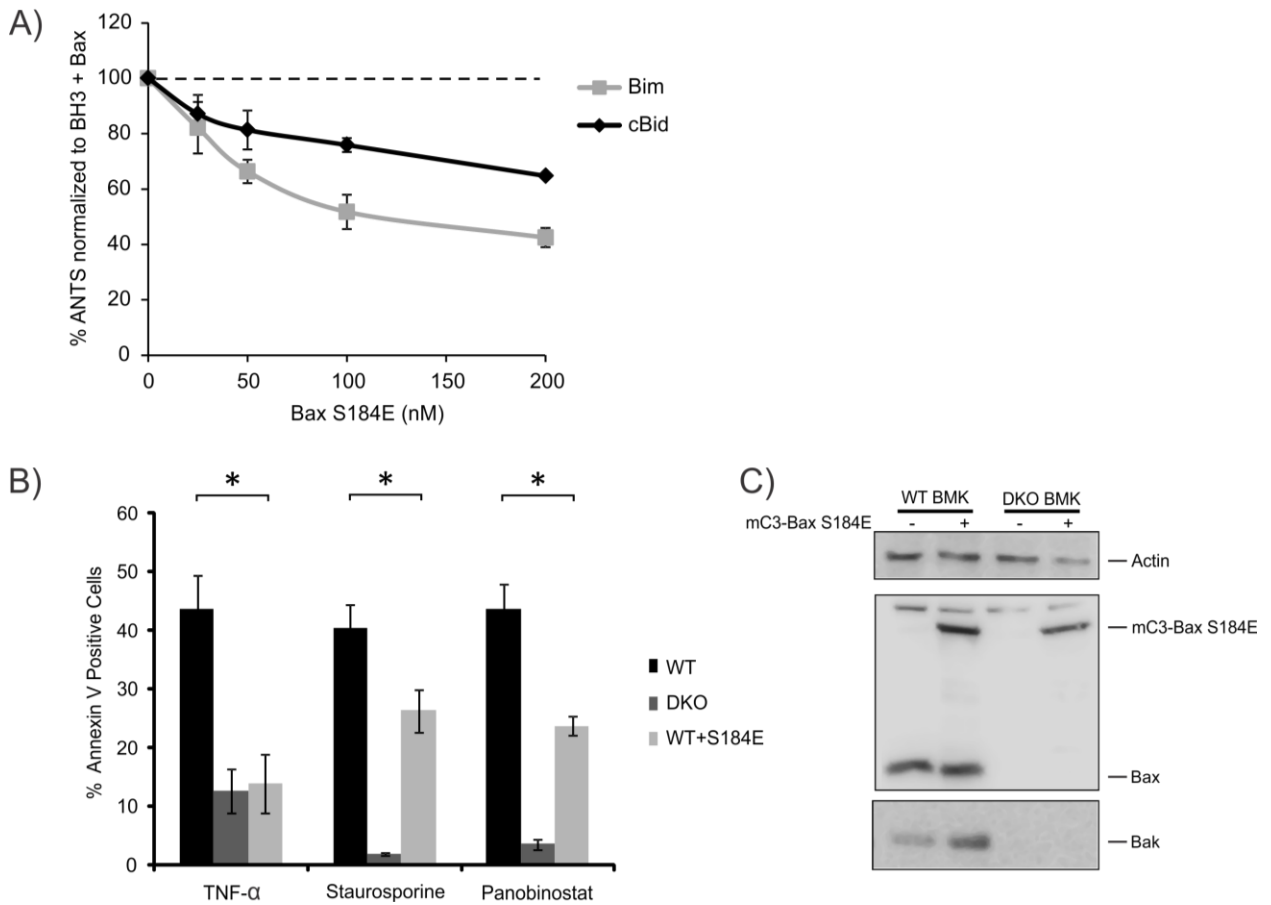 A)
% ANTS normalized to BH3 + Bax
120
100
80
60
40
20
0
0 50 100 150 200
Bax S184E (nM)
Bim
cBid
B)
% Annexin V Positive Cells
60
50
40
30
20
10
0
* * *
TNF-α Staurosporine Panobinostat
WT
DKO
WT+S184E
C)
WT BMK DKO BMK
mC3-Bax S184E - + - +
Actin
mC3-Bax S184E
Bax
Bak